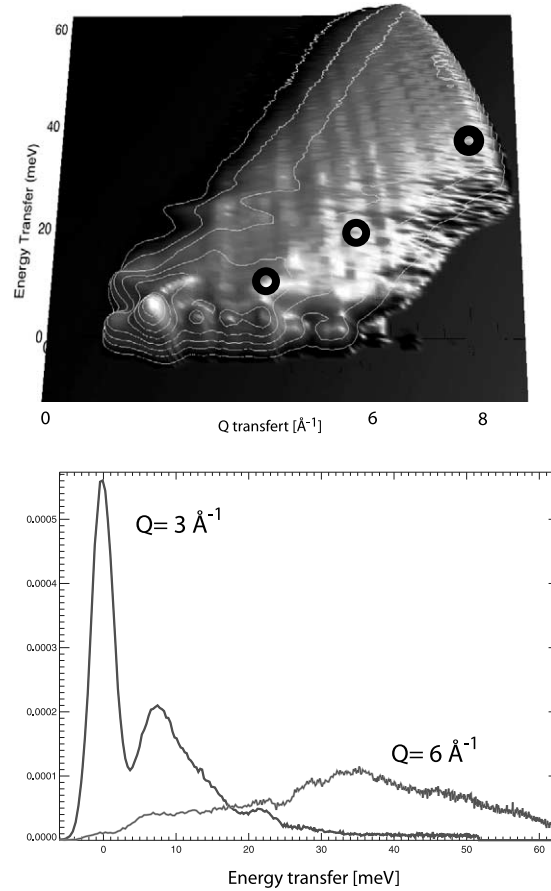 60
40
20
0
0
Energy Transfer (meV)
0 6 8
Q transfert [Å-1]
Q= 3 Å-1
Q= 6 Å-1
0.0005
0.0004
0.0003
0.0002
0.0001
0.0000
0 10 20 30 40 50 60
Energy transfer [meV]